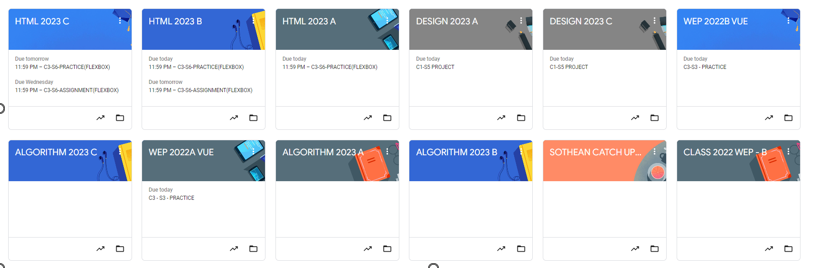 HTML 2023 C
Due tomorrow
11:59 PM – C3-S6-PRACTICE(FLEXBOX)
Due Wednesday
11:59 PM – C3-S6-ASSIGNMENT(FLEXBOX)
HTML 2023 B
Due today
11:59 PM – C3-S6-PRACTICE(FLEXBOX)
Due tomorrow
11:59 PM – C3-S6-ASSIGNMENT(FLEXBOX)
HTML 2023 A
Due today
11:59 PM – C3-S6-PRACTICE(FLEXBOX)
DESIGN 2023 A
Due today
C1-S5 PROJECT
DESIGN 2023 C
Due today
C1-S5 PROJECT
WEP 2022B VUE
Due today
C3-S3 - PRACTICE
ALGORITHM 2023 C
WEP 2022A VUE
Due today
C3 - S3 - PRACTICE
ALGORITHM 2023 A
ALGORITHM 2023 B
SOTHEAN CATCH UP...
CLASS 2022 WEP - B